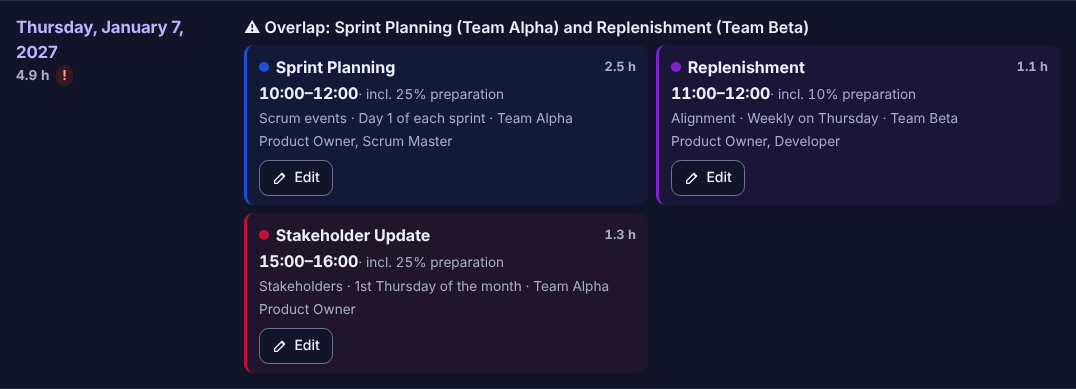 Thursday, January 7,
2027
4.9 h !
⚠ Overlap: Sprint Planning (Team Alpha) and Replenishment (Team Beta)
Sprint Planning 2.5 h
10:00–12:00· incl. 25% preparation
Scrum events · Day 1 of each sprint · Team Alpha
Product Owner, Scrum Master
Edit
Replenishment 1.1 h
11:00–12:00· incl. 10% preparation
Alignment · Weekly on Thursday · Team Beta
Product Owner, Developer
Edit
Stakeholder Update 1.3 h
15:00–16:00· incl. 25% preparation
Stakeholders · 1st Thursday of the month · Team Alpha
Product Owner
Edit